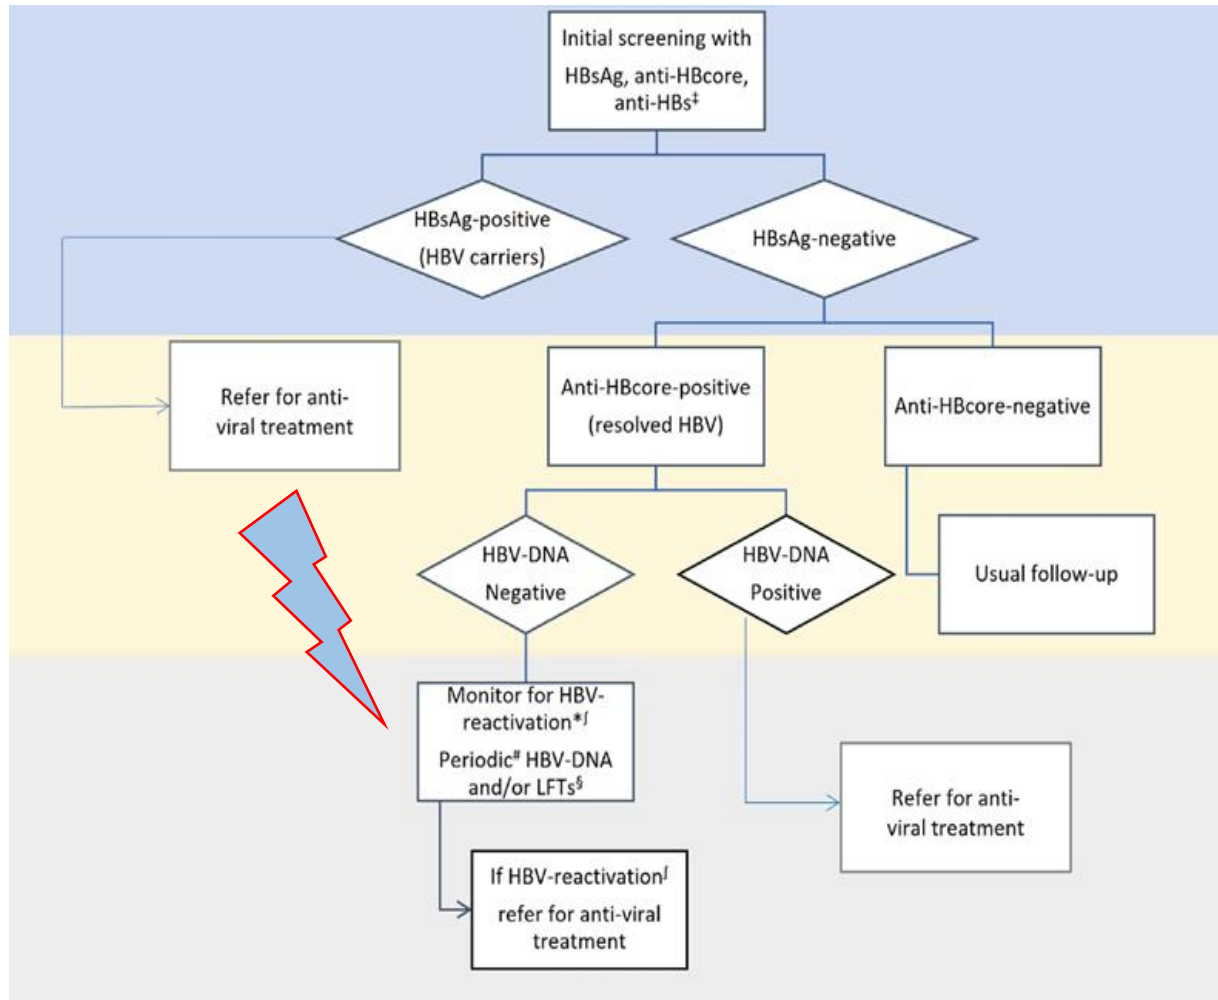 Initial screening with
HBsAg, anti-HBcore,
anti-HBs‡
HBsAg-positive
(HBV carriers)
HBsAg-negative
Refer for anti-
viral treatment
Anti-HBcore-positive
(resolved HBV)
Anti-HBcore-negative
HBV-DNA
Negative
HBV-DNA
Positive
Usual follow-up
Monitor for HBV-
reactivation*ʃ
Periodic# HBV-DNA
and/or LFTs§
Refer for anti-
viral treatment
If HBV-reactivationʃ
refer for anti-viral
treatment